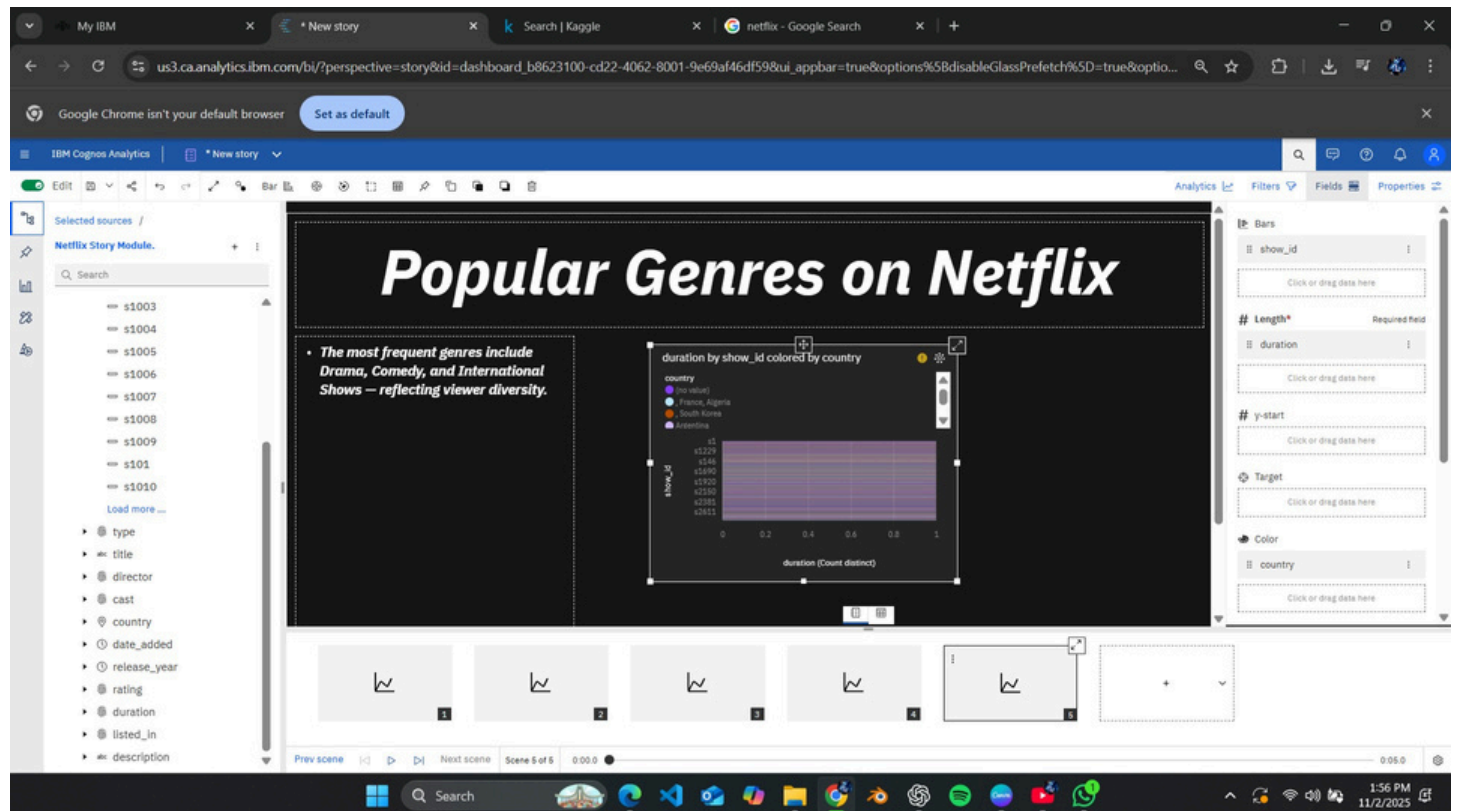 My IBM
* New story
Search | Kaggle
netflix - Google Search
us3.ca.analytics.ibm.com/bi/?perspective=story&id=dashboard_b8623100-cd22-4062-8001-9e69af46df59&ui_appbar=true&options%5BdisableGlassPrefetch%5D=true&optio...
Google Chrome isn't your default browser
Set as default
IBM Cognos Analytics
* New story
Edit
Bar
Analytics
Filters
Fields
Properties
Selected sources /
Netflix Story Module.
Search
s1003
s1004
s1005
s1006
s1007
s1008
s1009
s101
s1010
Load more ...
type
abc title
director
cast
country
date_added
release_year
rating
duration
listed_in
abc description
Popular Genres on Netflix
• The most frequent genres include
Drama, Comedy, and International
Shows — reflecting viewer diversity.
duration by show_id colored by country
country
(no value)
, France, Algeria
, South Korea
Argentina
show_id
s1
s1229
s146
s1690
s1920
s2150
s2381
s2611
0 0.2 0.4 0.6 0.8 1
duration (Count distinct)
Bars
show_id
Click or drag data here
# Length*
Required field
duration
Click or drag data here
# y-start
Click or drag data here
Target
Click or drag data here
Color
country
Click or drag data here
1
2
3
4
5
+
Prev scene
Next scene
Scene 5 of 5
0:00.0
0:05.0
Search
1:56 PM
11/2/2025